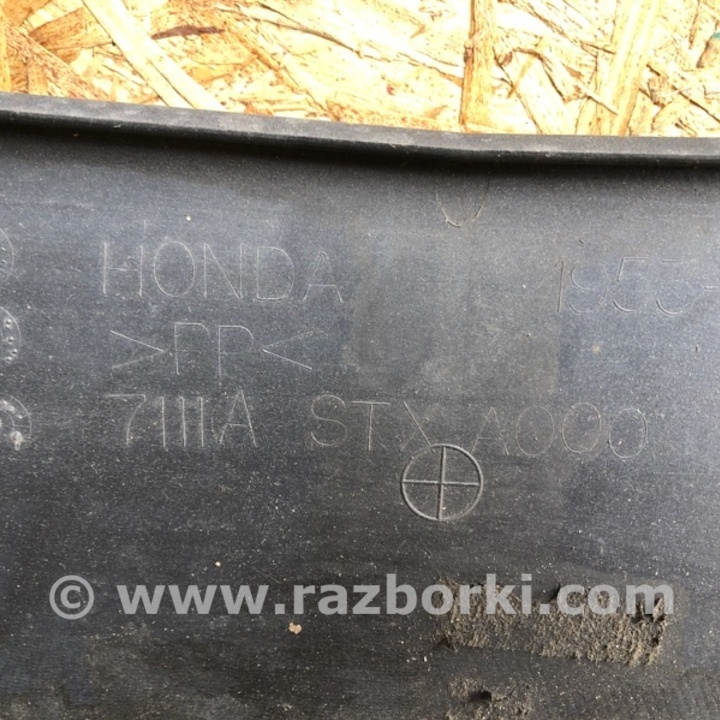 HONDA
>PP<
7111A STX A000
© www.razborki.com